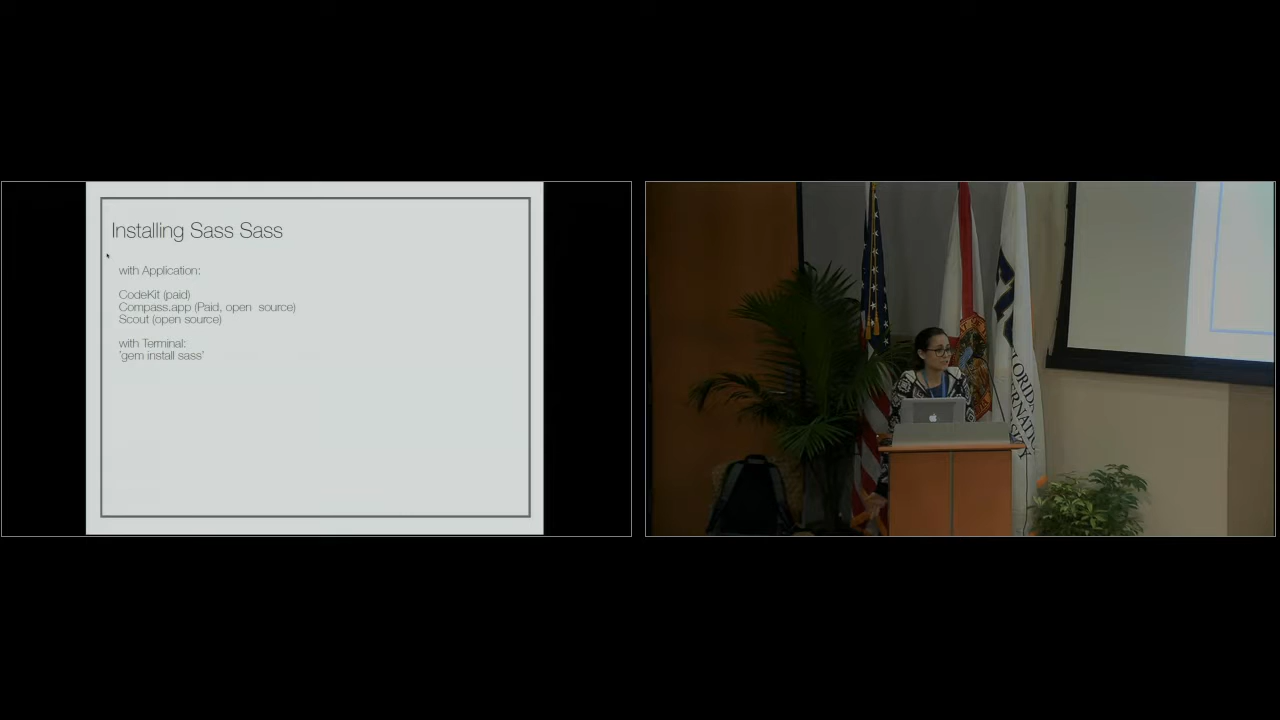 Installing Sass Sass
with Application:
CodeKit (paid)
Compass.app (Paid, open source)
Scout (open source)
with Terminal:
'gem install sass'
FLORIDA